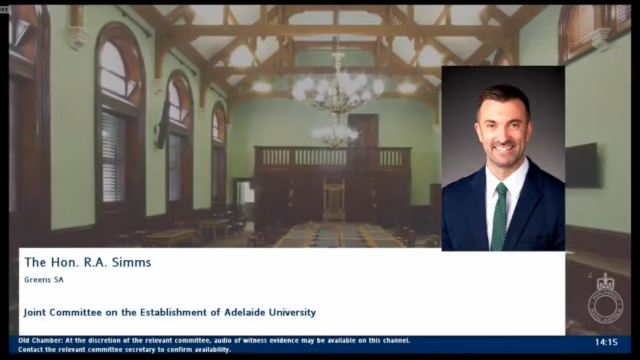 The Hon. R.A. Simms
Greens SA
Joint Committee on the Establishment of Adelaide University
Old Chamber: At the discretion of the relevant committee, audio of witness evidence may be available on this channel.
Contact the relevant committee secretary to confirm availability.
14:15